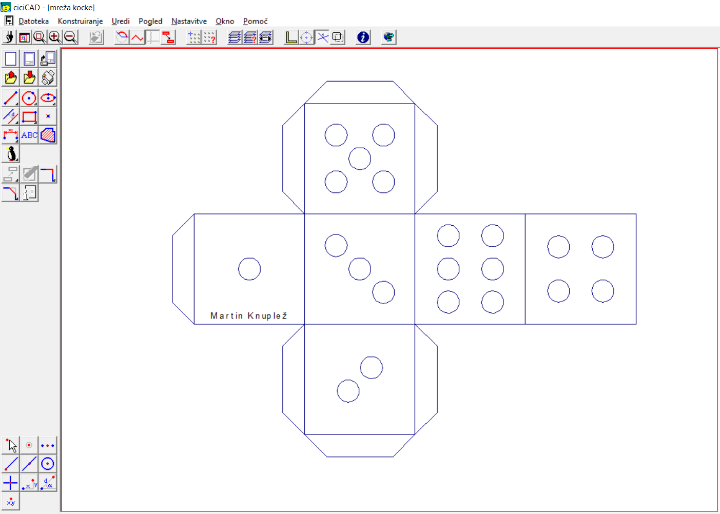 ciciCAD - [mreža kocke]
Datoteka Konstruiranje Uredi Pogled Nastavitve Okno Pomoč
ABC
Martin Knuplež